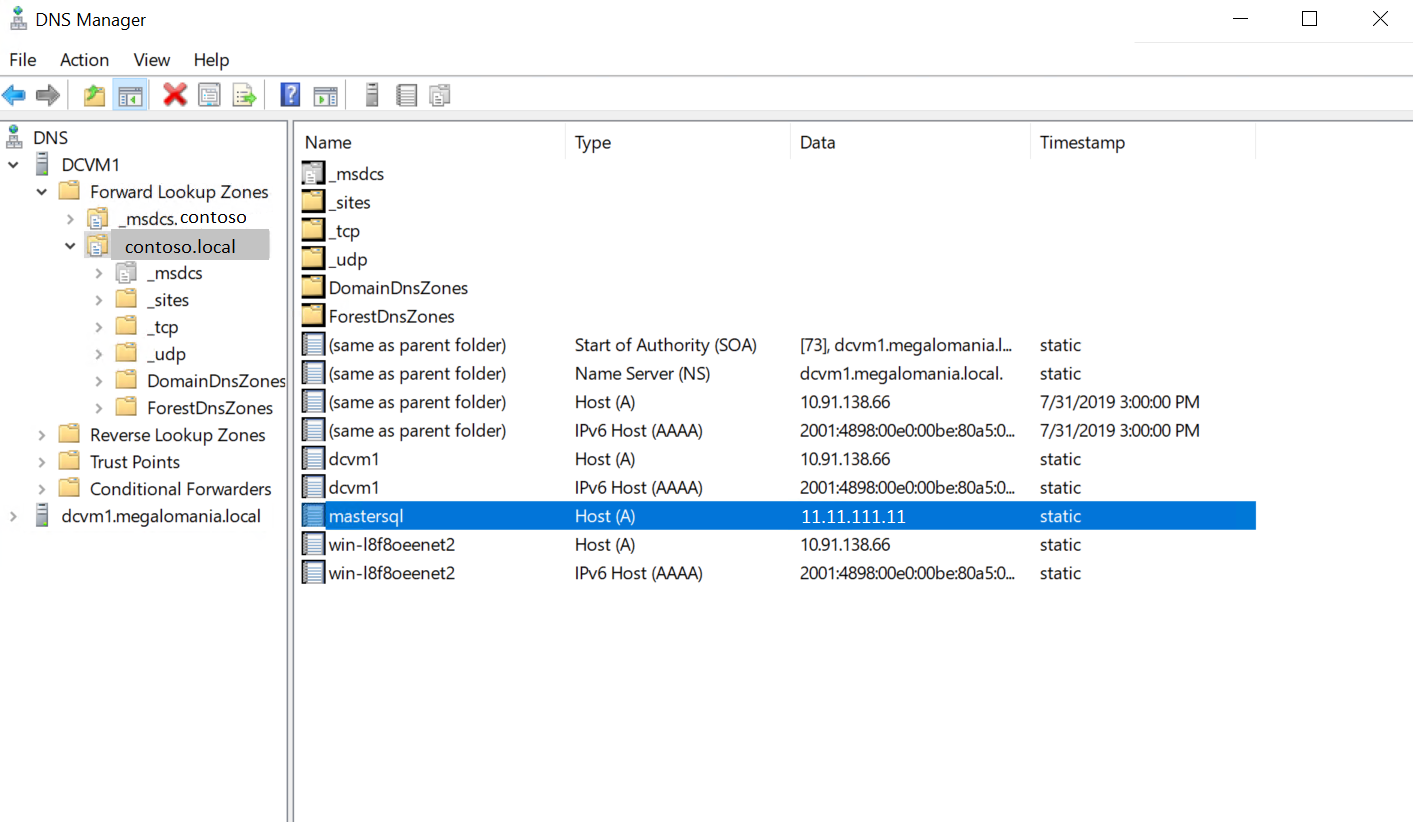 DNS Manager
File Action View Help
DNS
DCVM1
Forward Lookup Zones
_msdcs.contoso
contoso.local
_msdcs
_sites
_tcp
_udp
DomainDnsZones
ForestDnsZones
Reverse Lookup Zones
Trust Points
Conditional Forwarders
dcvm1.megalomania.local
Name Type Data Timestamp
_msdcs
_sites
_tcp
_udp
DomainDnsZones
ForestDnsZones
(same as parent folder) Start of Authority (SOA) [73], dcvm1.megalomania.l... static
(same as parent folder) Name Server (NS) dcvm1.megalomania.local. static
(same as parent folder) Host (A) 10.91.138.66 7/31/2019 3:00:00 PM
(same as parent folder) IPv6 Host (AAAA) 2001:4898:00e0:00be:80a5:0... 7/31/2019 3:00:00 PM
dcvm1 Host (A) 10.91.138.66 static
dcvm1 IPv6 Host (AAAA) 2001:4898:00e0:00be:80a5:0... static
mastersql Host (A) 11.11.111.11 static
win-l8f8oeenet2 Host (A) 10.91.138.66 static
win-l8f8oeenet2 IPv6 Host (AAAA) 2001:4898:00e0:00be:80a5:0... static